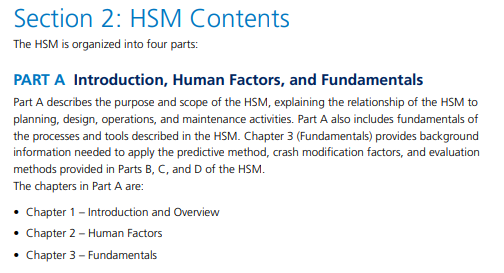 Section 2: HSM Contents
The HSM is organized into four parts:
PART A Introduction, Human Factors, and Fundamentals
Part A describes the purpose and scope of the HSM, explaining the relationship of the HSM to
planning, design, operations, and maintenance activities. Part A also includes fundamentals of
the processes and tools described in the HSM. Chapter 3 (Fundamentals) provides background
information needed to apply the predictive method, crash modification factors, and evaluation
methods provided in Parts B, C, and D of the HSM.
The chapters in Part A are:
• Chapter 1 – Introduction and Overview
• Chapter 2 – Human Factors
• Chapter 3 – Fundamentals